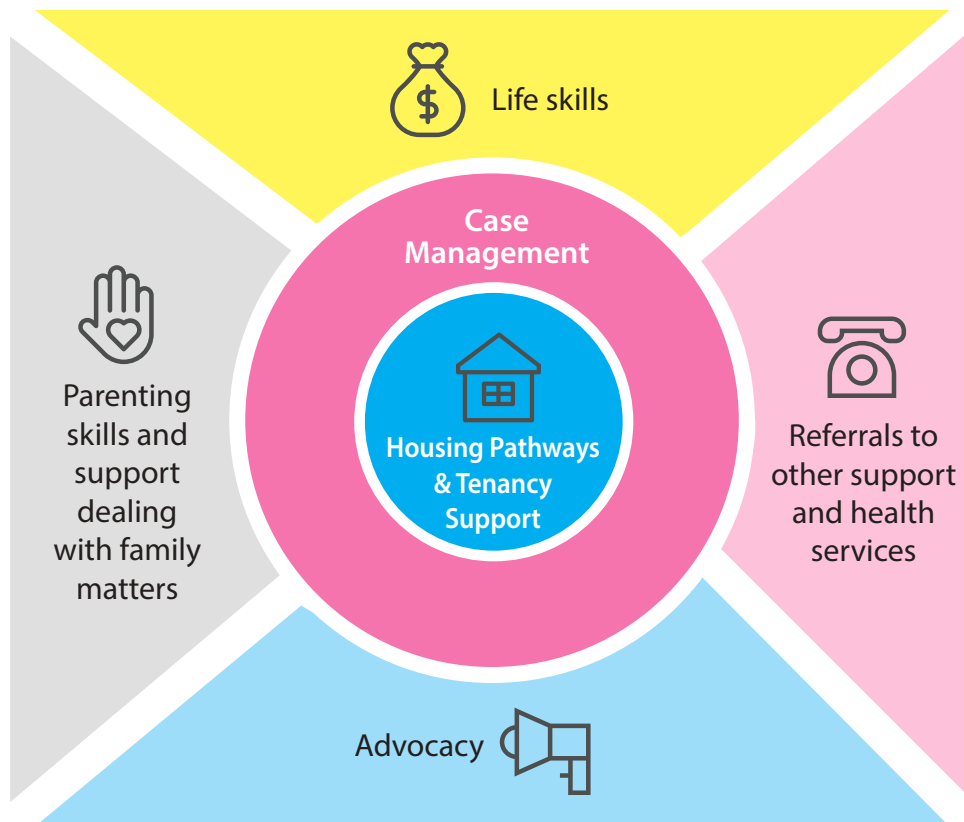 Life skills
Case
Management
Parenting
skills and
support
dealing
with family
matters
Housing Pathways
& Tenancy
Support
Referrals to
other support
and health
services
Advocacy